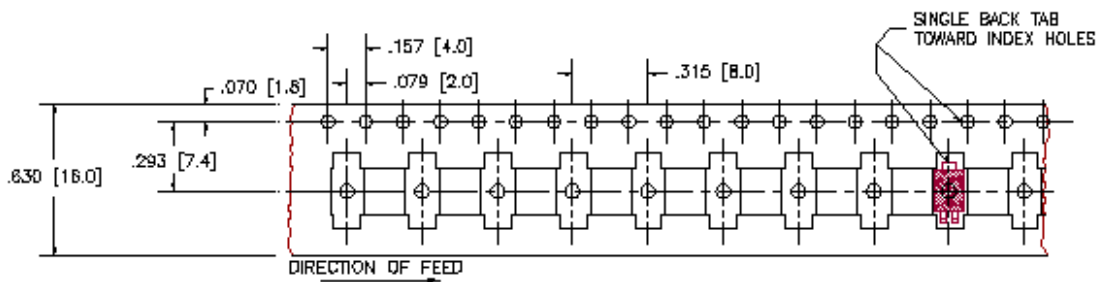 SINGLE BACK TAB
TOWARD INDEX HOLES
.157 [4.0]
.079 [2.0]
.315 [8.0]
.070 [1.8]
.293 [7.4]
.630 [16.0]
DIRECTION OF FEED